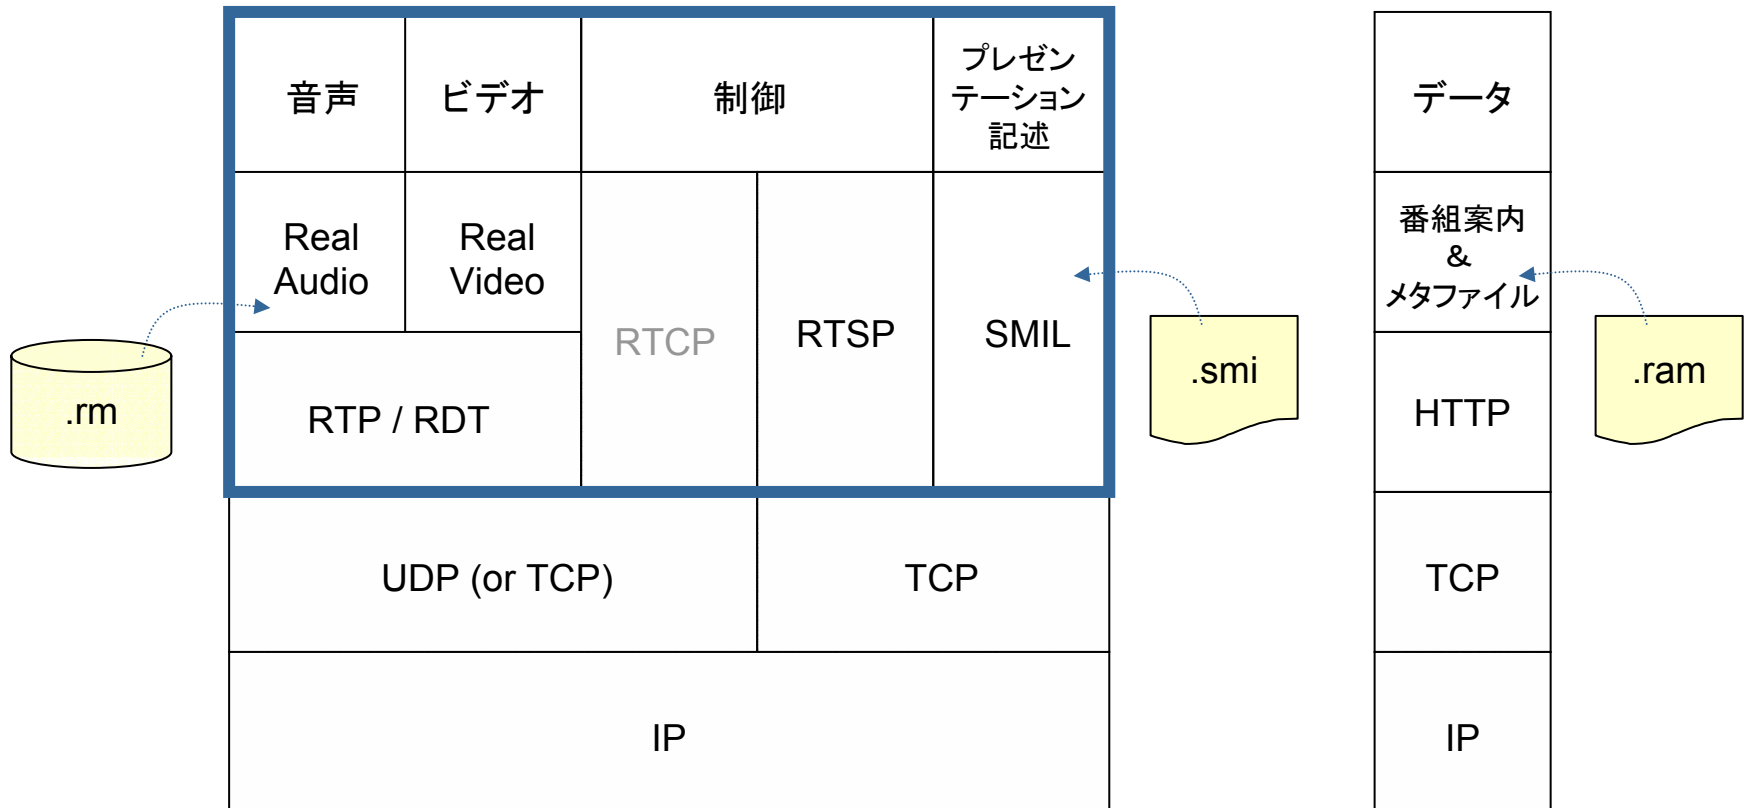 音声
ビデオ
制御
プレゼン
テーション
記述
データ
Real
Audio
Real
Video
RTCP
RTSP
SMIL
番組案内
&
メタファイル
.rm
RTP / RDT
.smi
HTTP
.ram
UDP (or TCP)
TCP
TCP
IP
IP